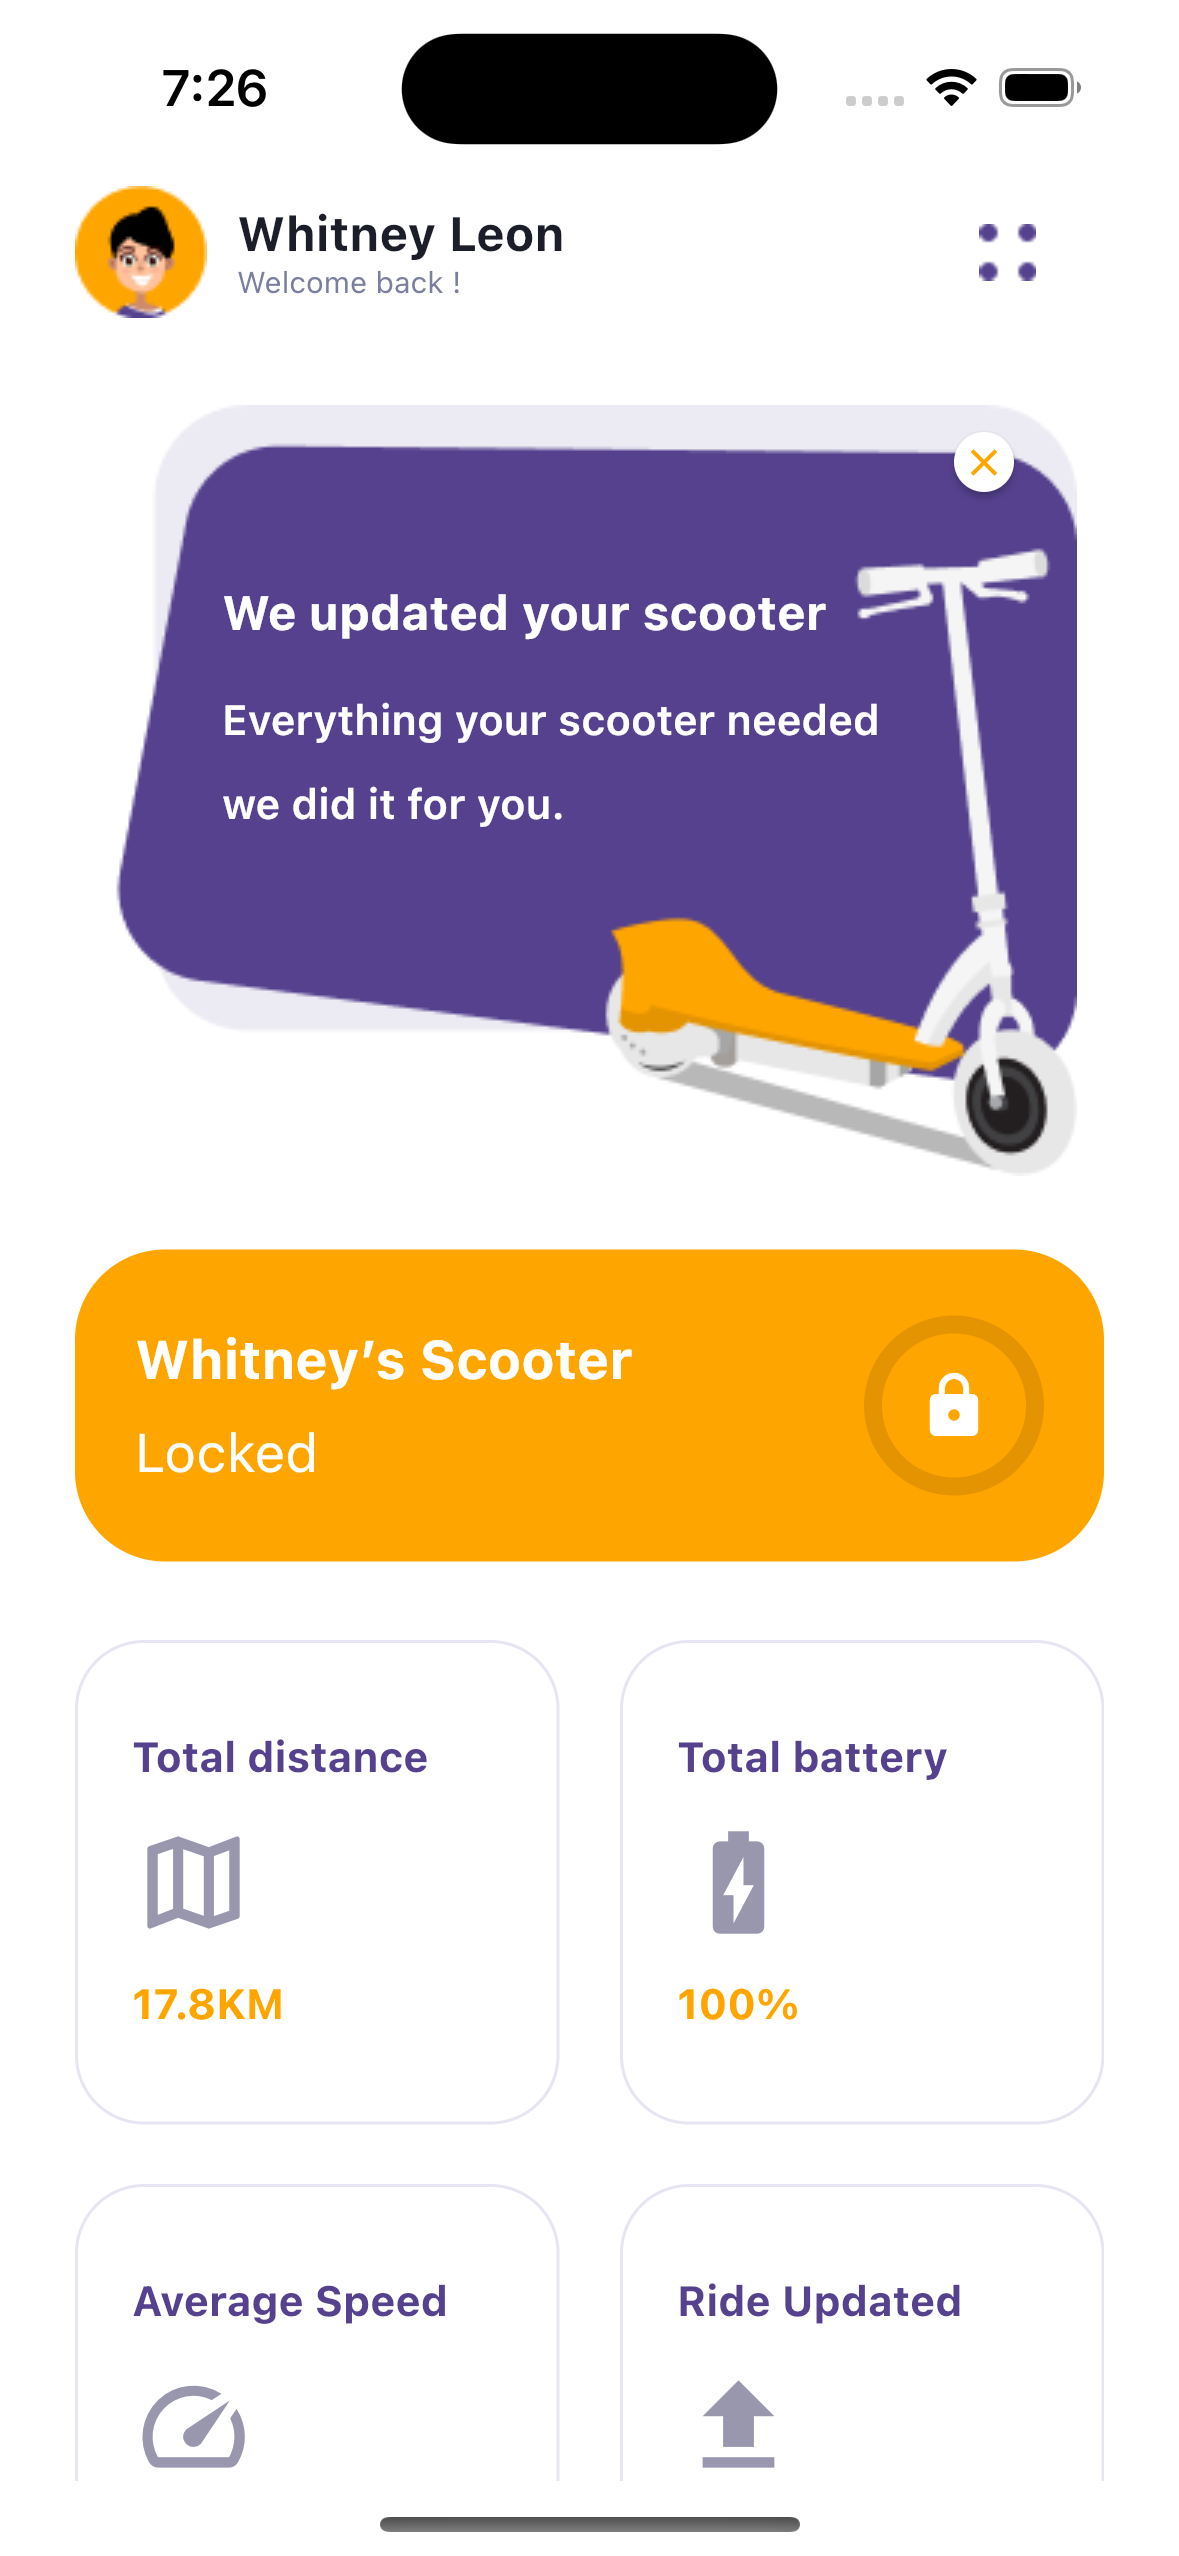 7:26
Whitney Leon
Welcome back !
We updated your scooter
Everything your scooter needed
we did it for you.
Whitney’s Scooter
Locked
Total distance
Total battery
17.8KM
100%
Average Speed
Ride Updated